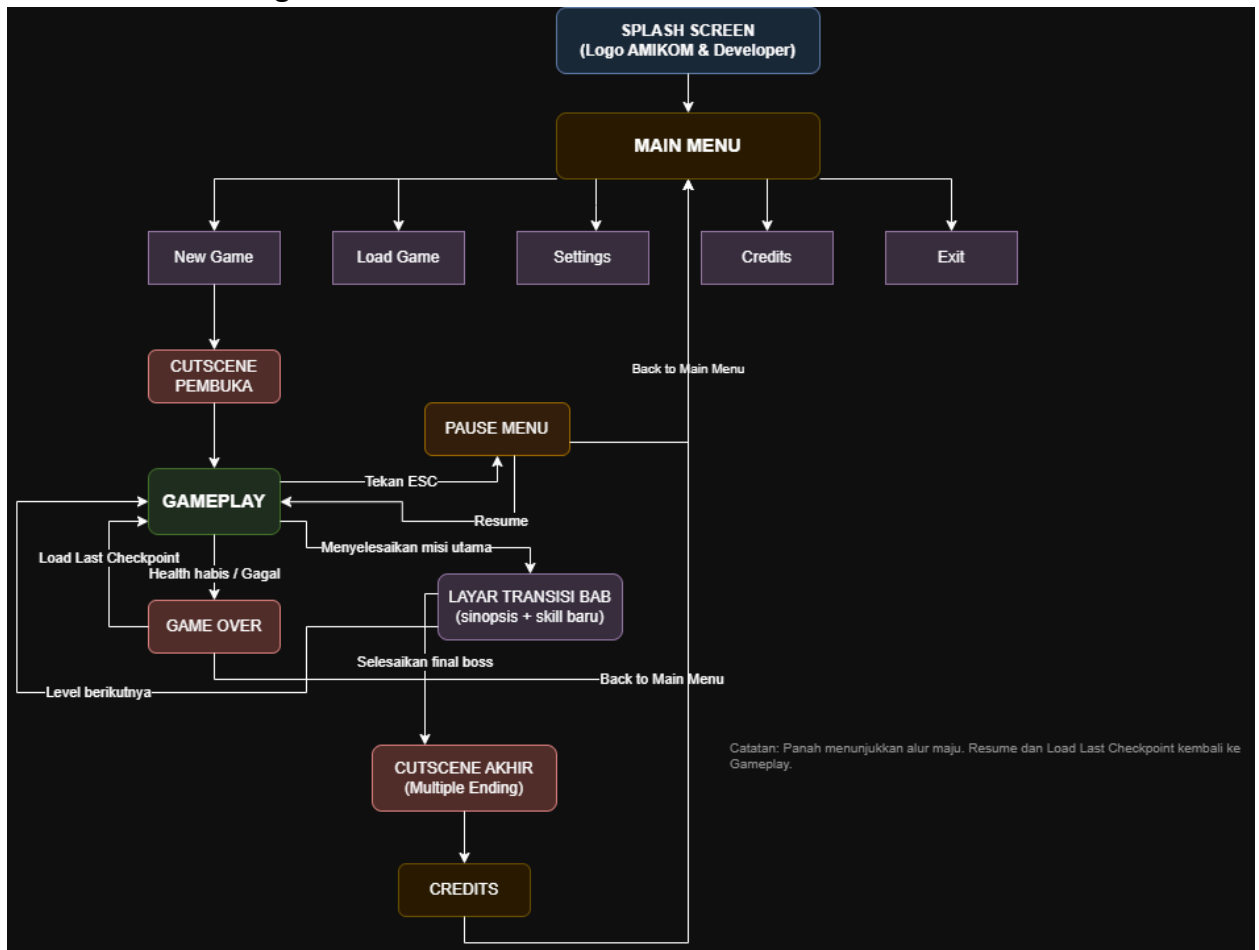 SPLASH SCREEN
(Logo AMIKOM & Developer)
MAIN MENU
New Game
Load Game
Settings
Credits
Exit
CUTSCENE
PEMBUKA
Back to Main Menu
PAUSE MENU
Tekan ESC
GAMEPLAY
Resume
Menyelesaikan misi utama
Load Last Checkpoint
Health habis / Gagal
LAYAR TRANSISI BAB
(sinopsis + skill baru)
GAME OVER
Selesaikan final boss
Back to Main Menu
Level berikutnya
Catatan: Panah menunjukkan alur maju. Resume dan Load Last Checkpoint kembali ke
Gameplay.
CUTSCENE AKHIR
(Multiple Ending)
CREDITS